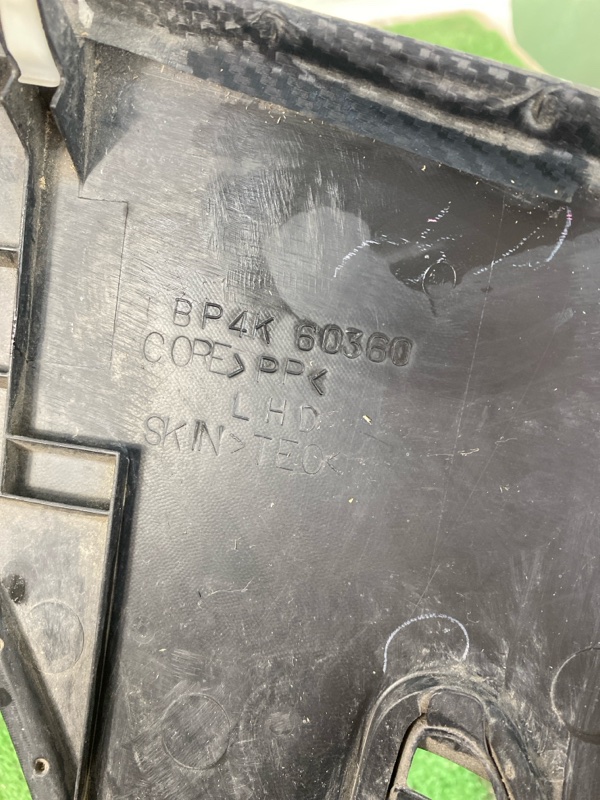 BP4K 60360
CORE>PP<
LHD
SKIN>TEO<